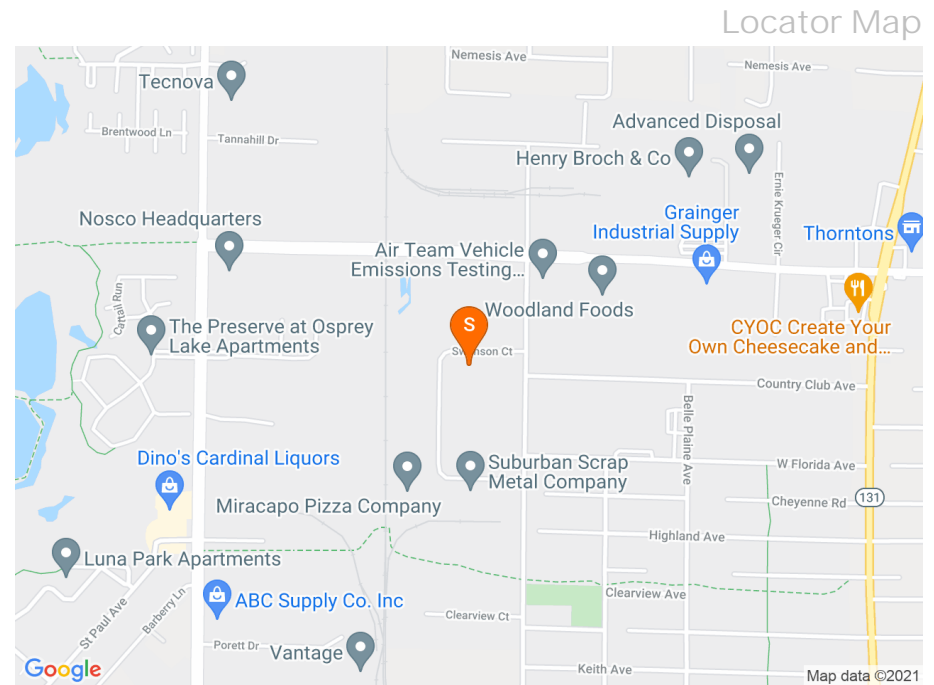 Locator Map
Nemesis Ave
Nemesis Ave
Tecnova
Brentwood Ln
Tannahill Dr
Advanced Disposal
Henry Broch & Co
Ernie Krueger Cir
Nosco Headquarters
Grainger
Industrial Supply
Thorntons
Air Team Vehicle
Emissions Testing...
Cattail Run
Woodland Foods
S
The Preserve at Osprey
Lake Apartments
CYOC Create Your
Own Cheesecake and...
Swanson Ct
Country Club Ave
Belle Plaine Ave
Dino's Cardinal Liquors
Suburban Scrap
Metal Company
W Florida Ave
Miracapo Pizza Company
Cheyenne Rd
131
Highland Ave
Luna Park Apartments
Clearview Ave
ABC Supply Co. Inc
St Paul Ave
Barberry Ln
Clearview Ct
Porett Dr
Vantage
Keith Ave
Google
Map data ©2021